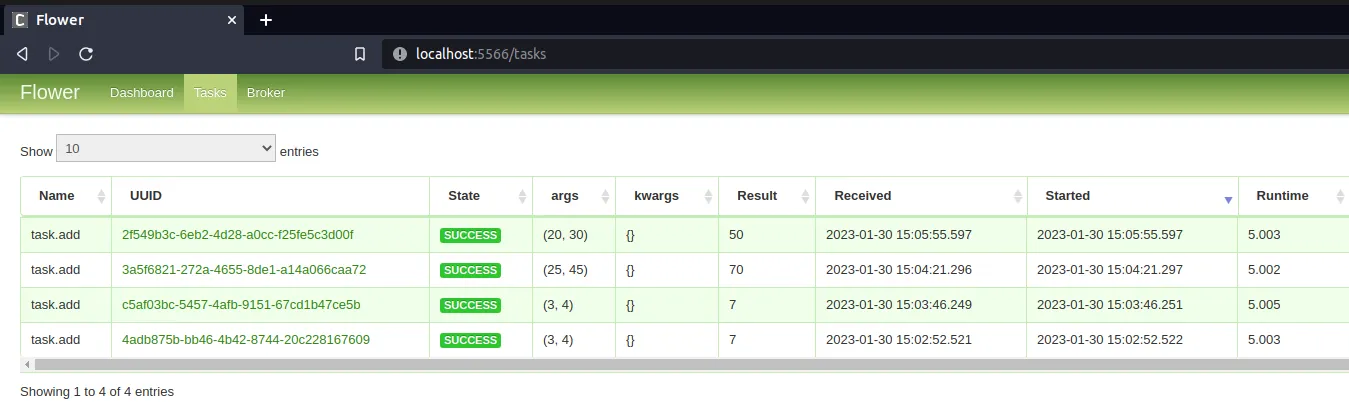 Flower
localhost:5566/tasks
Flower Dashboard Tasks Broker
Show 10 entries
Name UUID State args kwargs Result Received Started Runtime
task.add 2f549b3c-6eb2-4d28-a0cc-f25fe5c3d00f SUCCESS (20, 30) {} 50 2023-01-30 15:05:55.597 2023-01-30 15:05:55.597 5.003
task.add 3a5f6821-272a-4655-8de1-a14a066caa72 SUCCESS (25, 45) {} 70 2023-01-30 15:04:21.296 2023-01-30 15:04:21.297 5.002
task.add c5af03bc-5457-4afb-9151-67cd1b47ce5b SUCCESS (3, 4) {} 7 2023-01-30 15:03:46.249 2023-01-30 15:03:46.251 5.005
task.add 4adb875b-bb46-4b42-8744-20c228167609 SUCCESS (3, 4) {} 7 2023-01-30 15:02:52.521 2023-01-30 15:02:52.522 5.003
Showing 1 to 4 of 4 entries